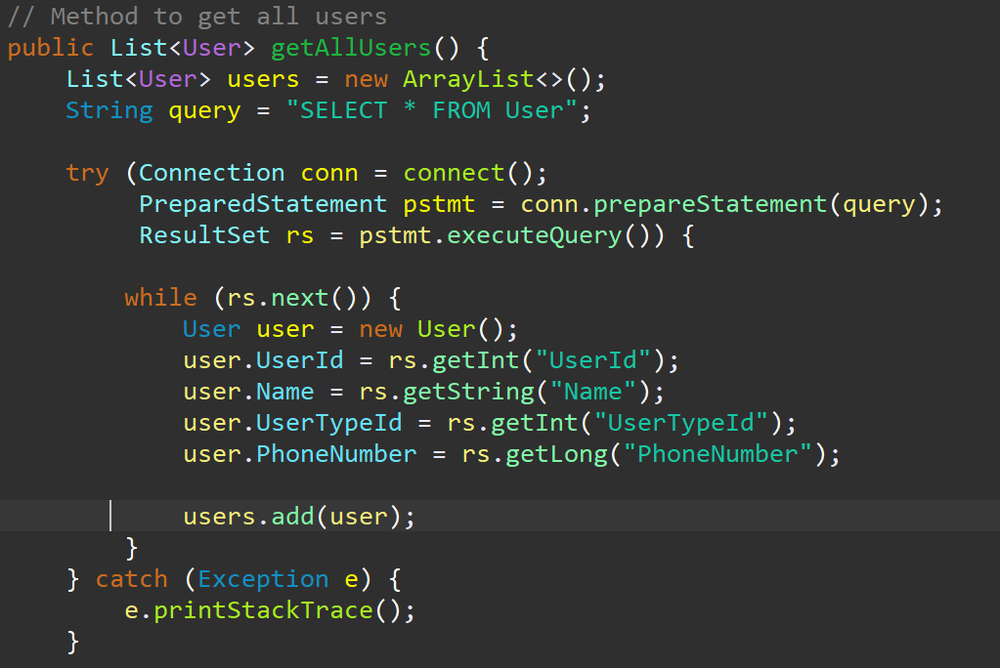 // Method to get all users
public List<User> getAllUsers() {
    List<User> users = new ArrayList<>();
    String query = "SELECT * FROM User";

    try (Connection conn = connect();
         PreparedStatement pstmt = conn.prepareStatement(query);
         ResultSet rs = pstmt.executeQuery()) {

        while (rs.next()) {
            User user = new User();
            user.UserId = rs.getInt("UserId");
            user.Name = rs.getString("Name");
            user.UserTypeId = rs.getInt("UserTypeId");
            user.PhoneNumber = rs.getLong("PhoneNumber");

            users.add(user);
        }
    } catch (Exception e) {
        e.printStackTrace();
    }